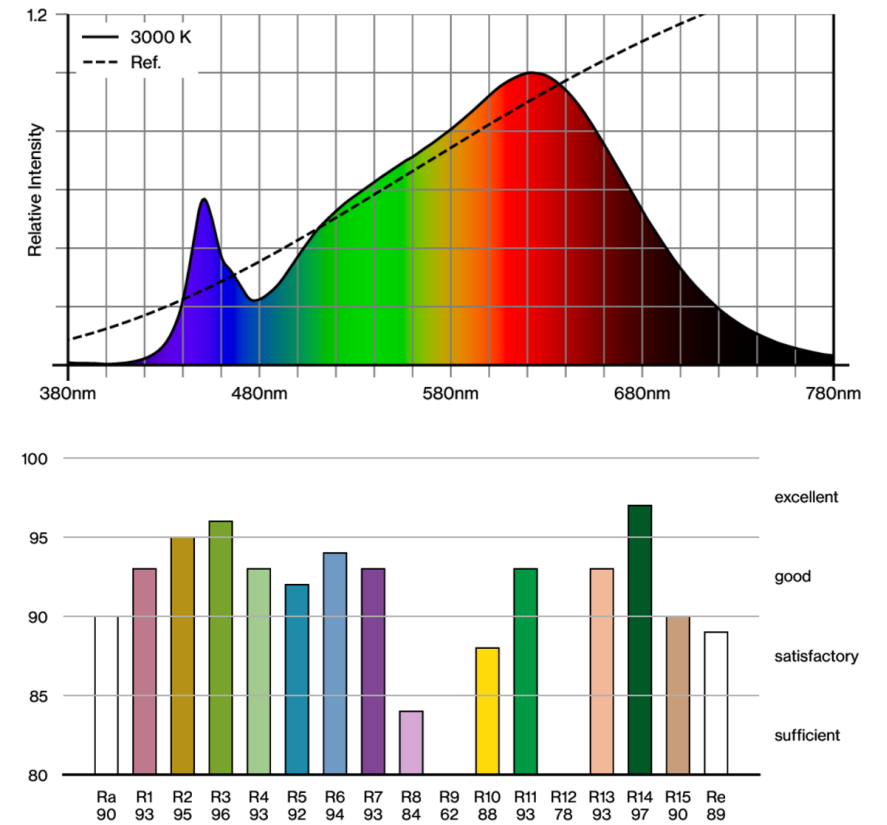 1.2
3000 K
Ref.
Relative Intensity
380nm 480nm 580nm 680nm 780nm
100
excellent
95
good
90
satisfactory
85
sufficient
80
Ra R1 R2 R3 R4 R5 R6 R7 R8 R9 R10 R11 R12 R13 R14 R15 Re
90 93 95 96 93 92 94 93 84 62 88 93 78 93 97 90 89